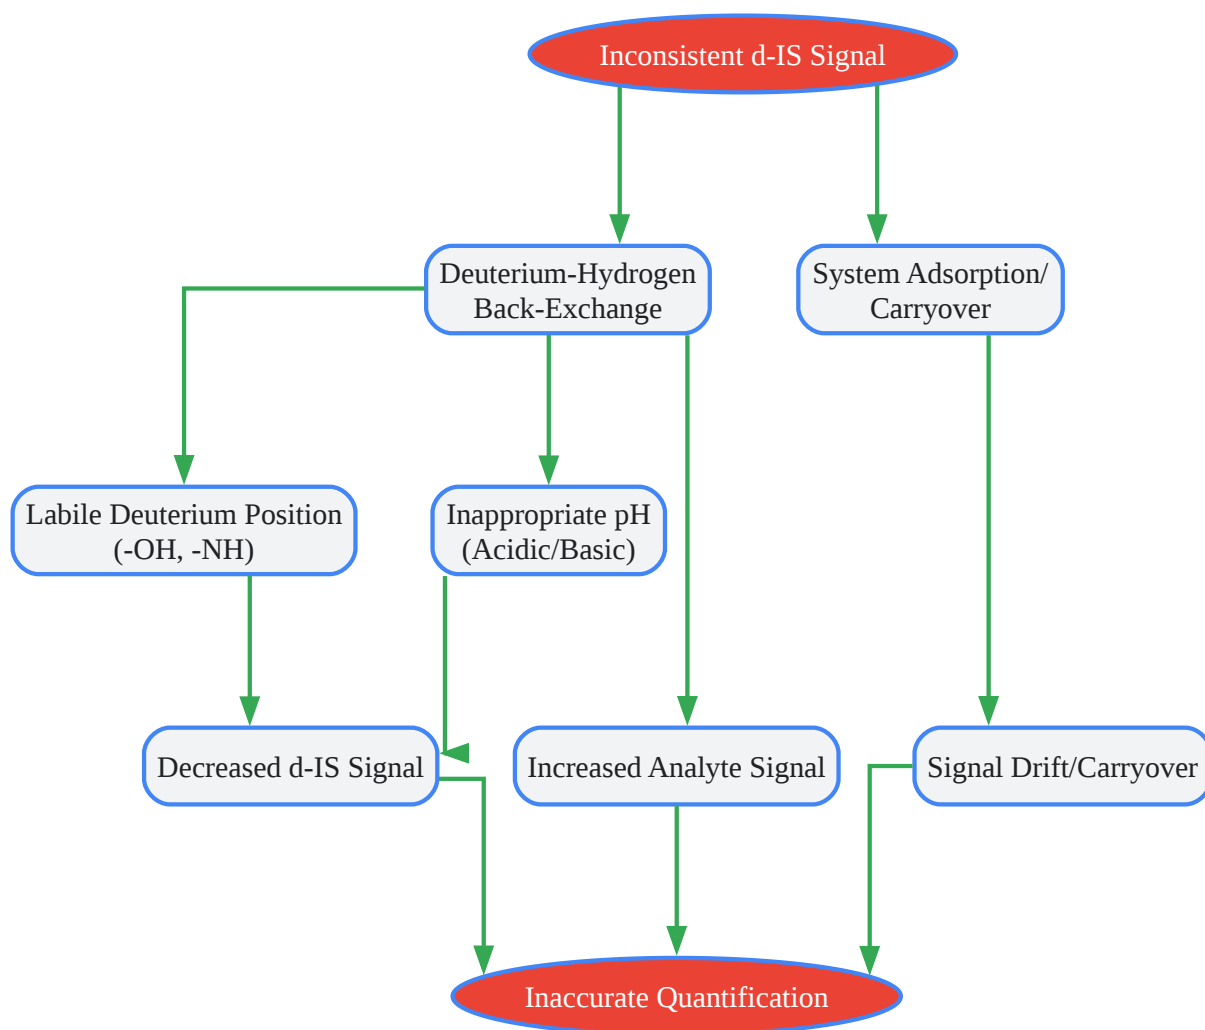 Inconsistent d-IS Signal
Deuterium-Hydrogen
Back-Exchange
System Adsorption/
Carryover
Labile Deuterium Position
(-OH, -NH)
Inappropriate pH
(Acidic/Basic)
Decreased d-IS Signal
Increased Analyte Signal
Signal Drift/Carryover
Inaccurate Quantification